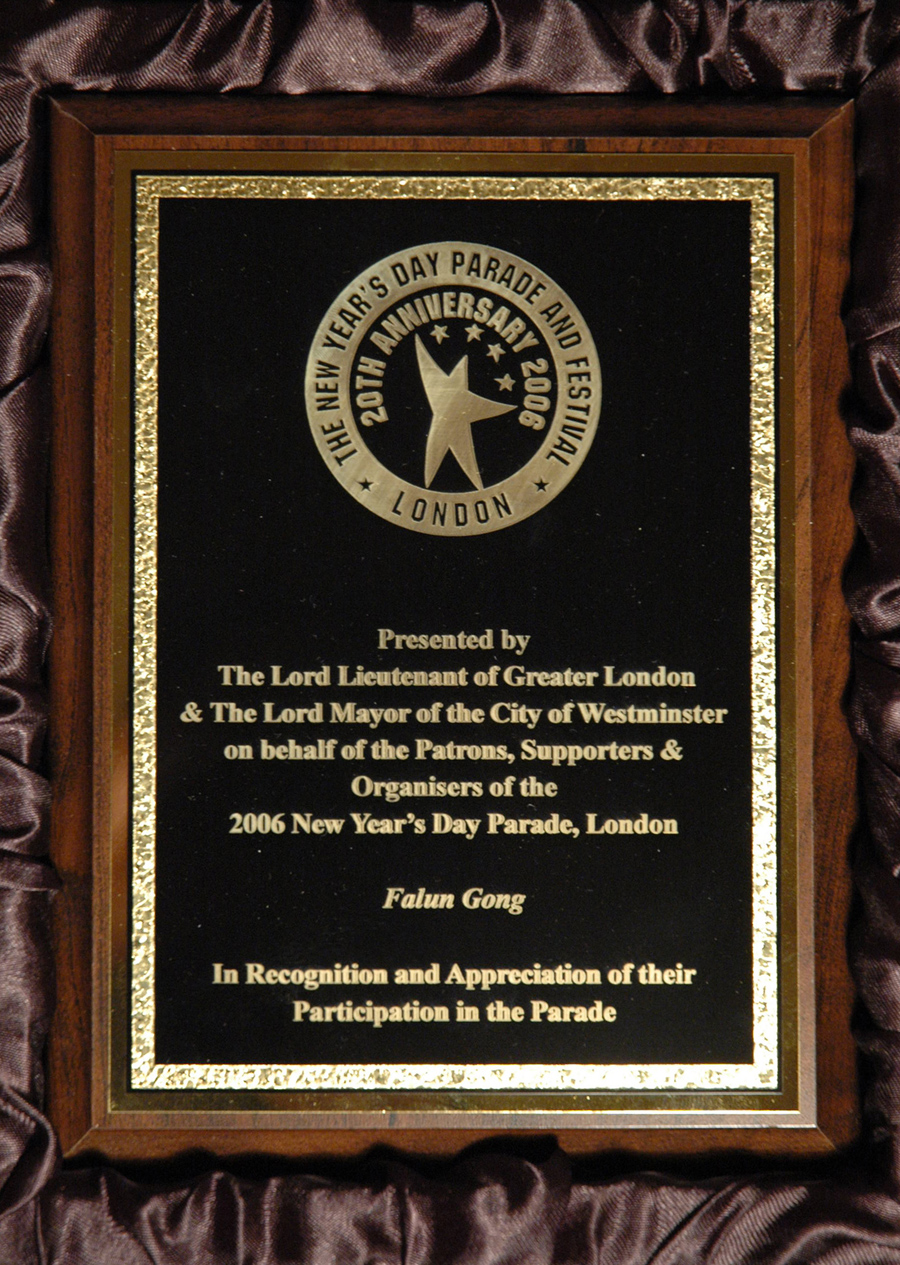 THE NEW YEAR'S DAY PARADE AND FESTIVAL
20TH ANNIVERSARY 2006
LONDON
Presented by
The Lord Lieutenant of Greater London
& The Lord Mayor of the City of Westminster
on behalf of the Patrons, Supporters &
Organisers of the
2006 New Year's Day Parade, London
Falun Gong
In Recognition and Appreciation of their
Participation in the Parade